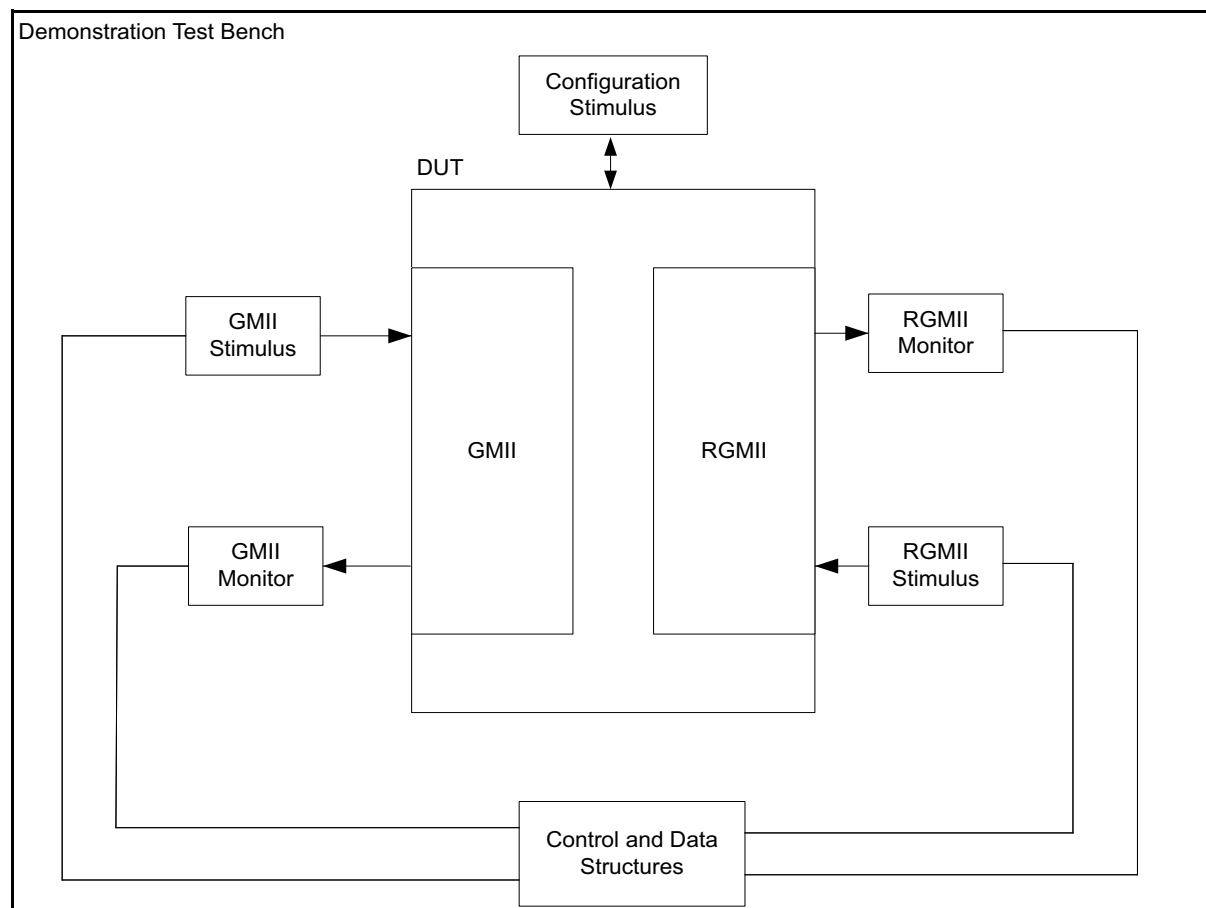 Demonstration Test Bench
Configuration
Stimulus
DUT
GMII
Stimulus
RGMII
Monitor
GMII
RGMII
GMII
Monitor
RGMII
Stimulus
Control and Data
Structures